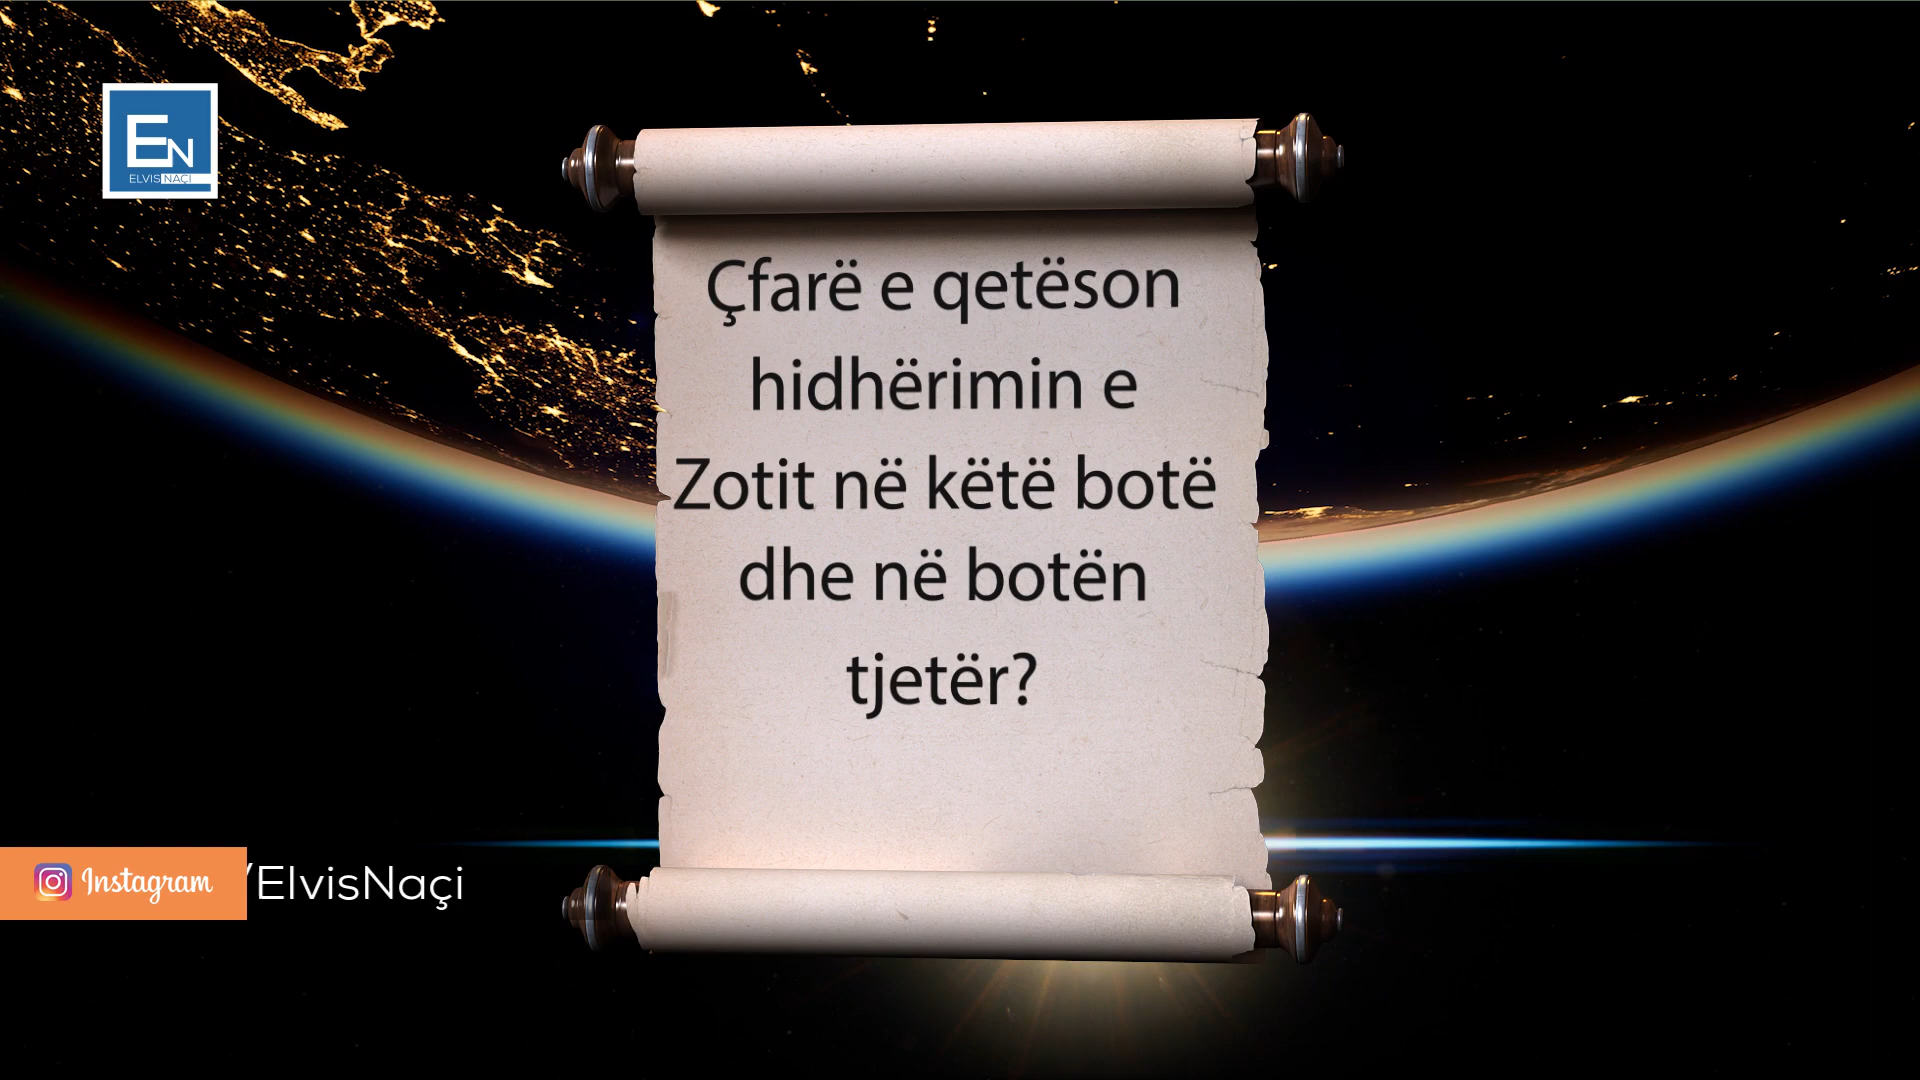 EN
ELVIS NAÇI
Çfarë e qetëson
hidhërimin e
Zotit në këtë botë
dhe në botën
tjetër?
Instagram /ElvisNaçi